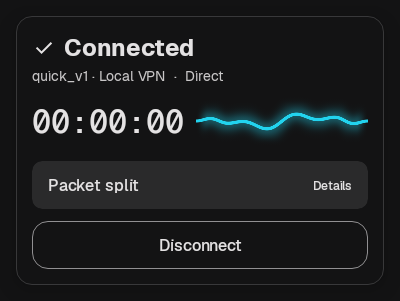 Connected
quick_v1 · Local VPN · Direct
00:00:00
Packet split Details
Disconnect